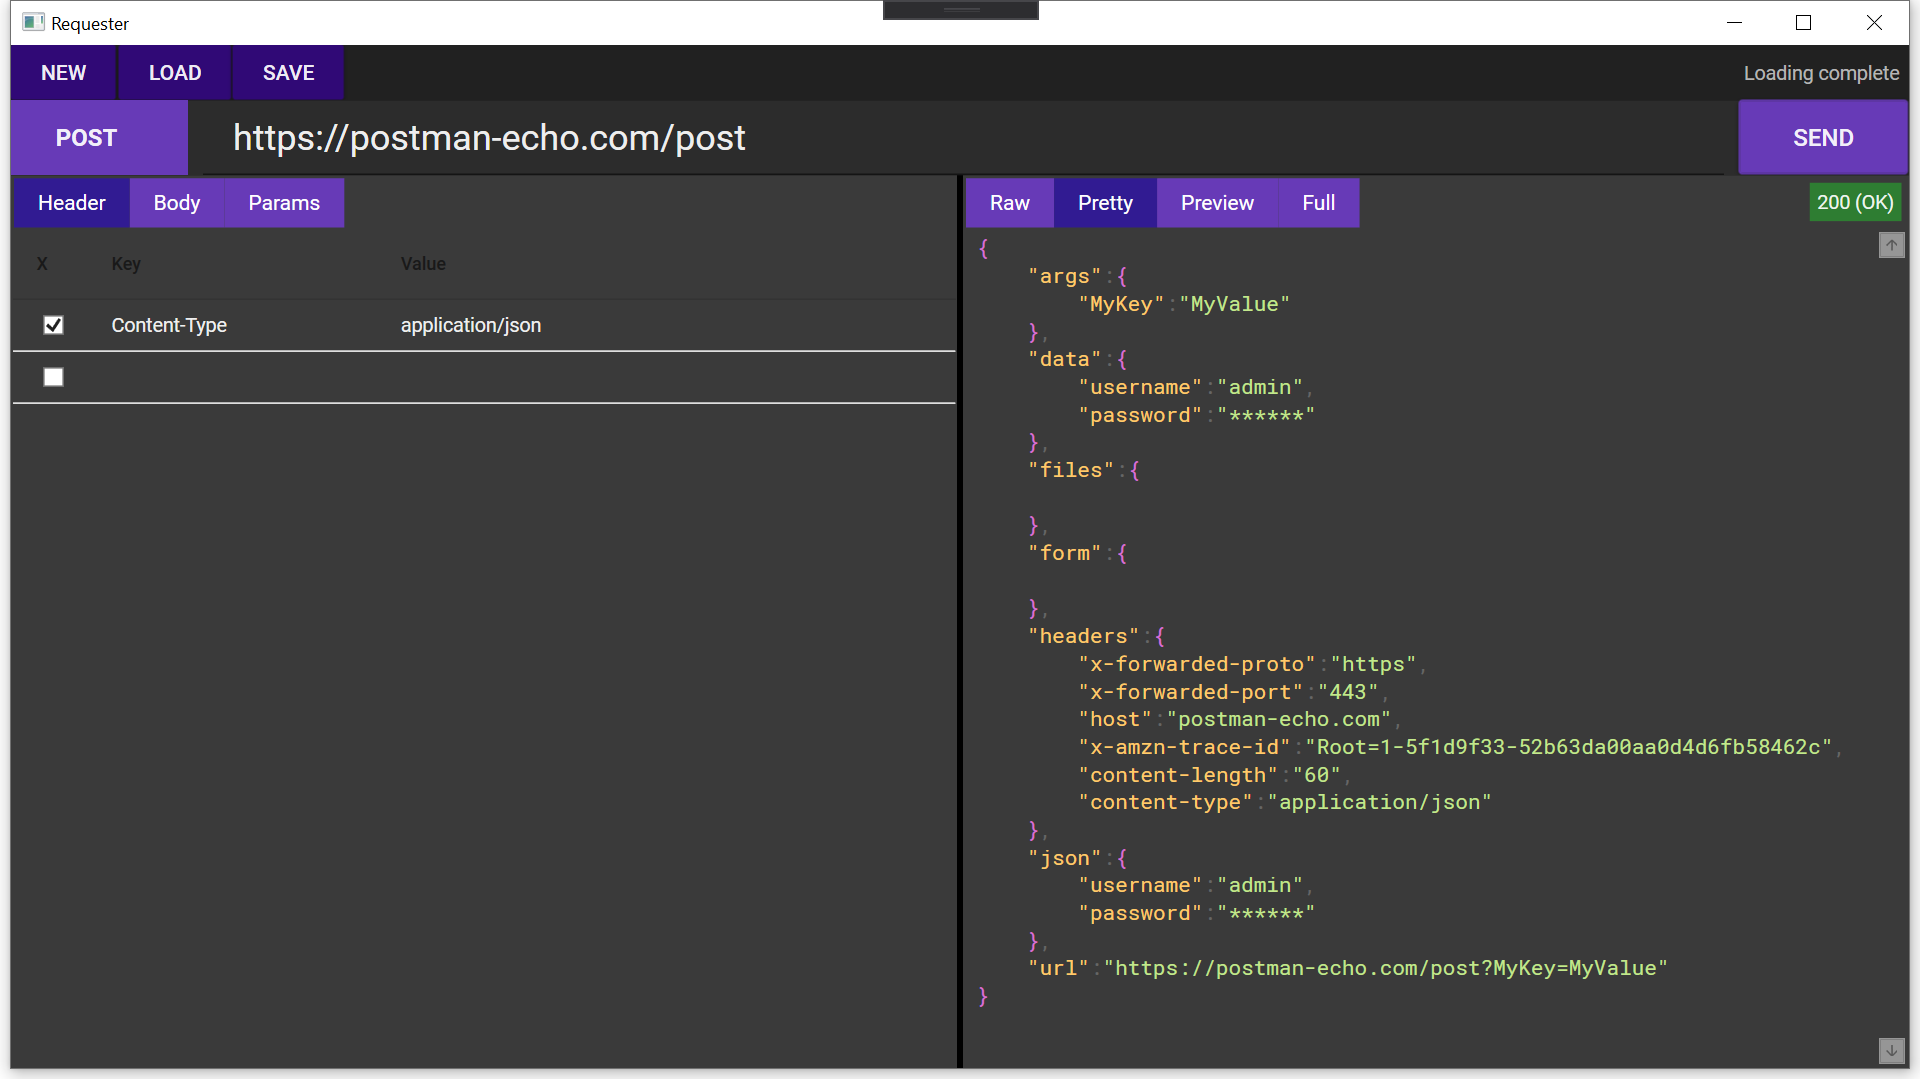 Requester
NEW LOAD SAVE Loading complete
POST https://postman-echo.com/post SEND
Header Body Params
X Key Value
Content-Type application/json
Raw Pretty Preview Full 200 (OK)
{
"args":{
"MyKey":"MyValue"
},
"data":{
"username":"admin",
"password":"******"
},
"files":{
},
"form":{
},
"headers":{
"x-forwarded-proto":"https",
"x-forwarded-port":"443",
"host":"postman-echo.com",
"x-amzn-trace-id":"Root=1-5f1d9f33-52b63da00aa0d4d6fb58462c",
"content-length":"60",
"content-type":"application/json"
},
"json":{
"username":"admin",
"password":"******"
},
"url":"https://postman-echo.com/post?MyKey=MyValue"
}